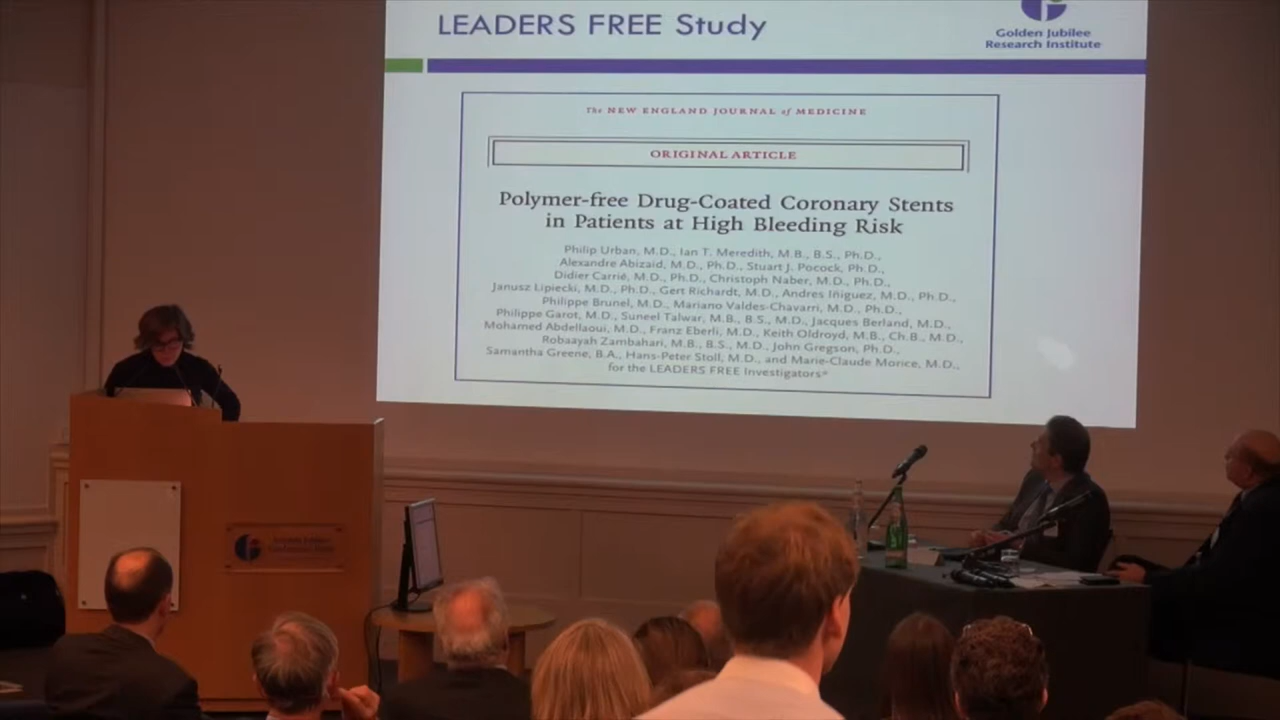 LEADERS FREE Study
Golden Jubilee
Research Institute
The NEW ENGLAND JOURNAL of MEDICINE
ORIGINAL ARTICLE
Polymer-free Drug-Coated Coronary Stents
in Patients at High Bleeding Risk
Philip Urban, M.D., Ian T. Meredith, M.B., B.S., Ph.D.,
Alexandre Abizaid, M.D., Ph.D., Stuart J. Pocock, Ph.D.,
Didier Carrié, M.D., Ph.D., Christoph Naber, M.D., Ph.D.,
Janusz Lipiecki, M.D., Ph.D., Gert Richardt, M.D., Andres Iñiguez, M.D., Ph.D.,
Philippe Brunel, M.D., Mariano Valdes-Chavarri, M.D., Ph.D.,
Philippe Garot, M.D., Suneel Talwar, M.B., B.S., M.D., Jacques Berland, M.D.,
Mohamed Abdellaoui, M.D., Franz Eberli, M.D., Keith Oldroyd, M.B., Ch.B., M.D.,
Robaayah Zambahari, M.B., B.S., M.D., John Gregson, Ph.D.,
Samantha Greene, B.A., Hans-Peter Stoll, M.D., and Marie-Claude Morice, M.D.,
for the LEADERS FREE Investigators*